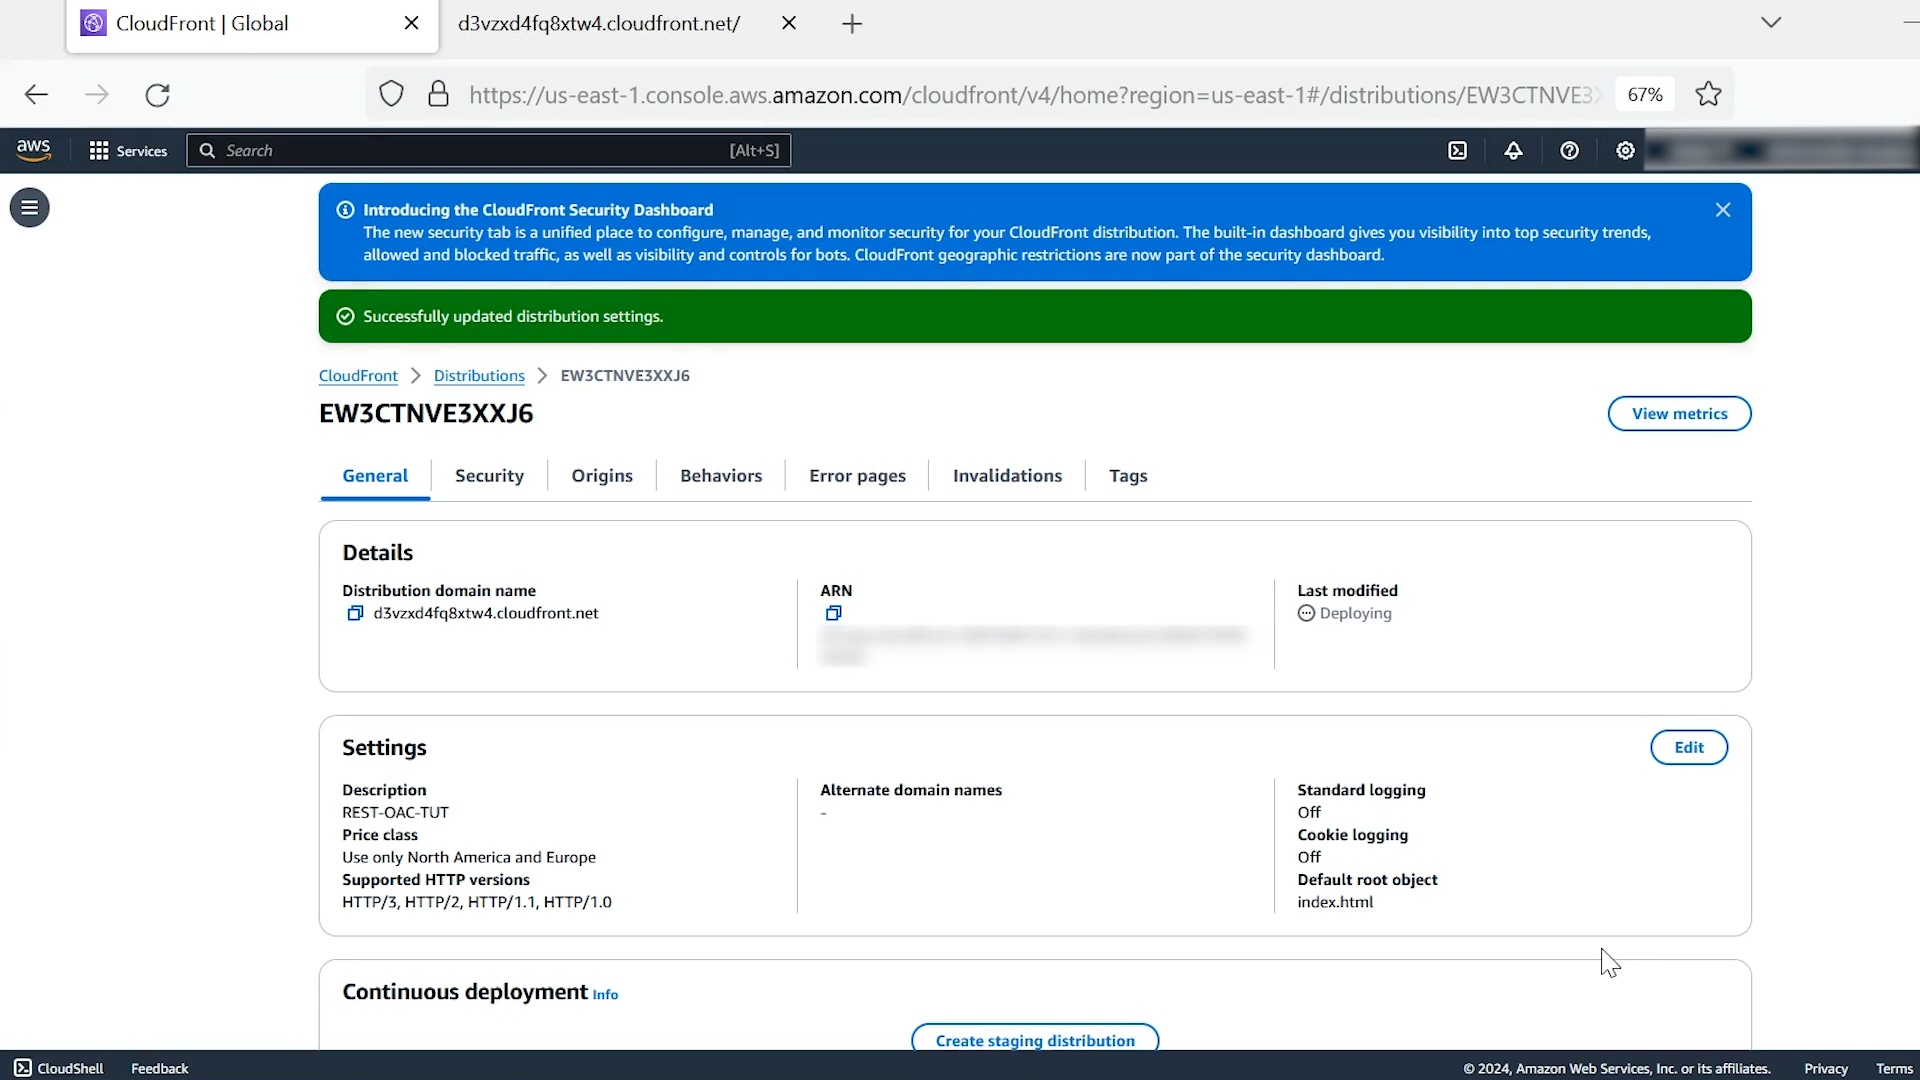 CloudFront | Global
d3vzxd4fq8xtw4.cloudfront.net/
https://us-east-1.console.aws.amazon.com/cloudfront/v4/home?region=us-east-1#/distributions/EW3CTNVE3X
67%
aws
Services
Search
[Alt+S]
Introducing the CloudFront Security Dashboard
The new security tab is a unified place to configure, manage, and monitor security for your CloudFront distribution. The built-in dashboard gives you visibility into top security trends,
allowed and blocked traffic, as well as visibility and controls for bots. CloudFront geographic restrictions are now part of the security dashboard.
Successfully updated distribution settings.
CloudFront > Distributions > EW3CTNVE3XXJ6
EW3CTNVE3XXJ6
View metrics
General
Security
Origins
Behaviors
Error pages
Invalidations
Tags
Details
Distribution domain name
d3vzxd4fq8xtw4.cloudfront.net
ARN
Last modified
Deploying
Settings
Edit
Description
REST-OAC-TUT
Price class
Use only North America and Europe
Supported HTTP versions
HTTP/3, HTTP/2, HTTP/1.1, HTTP/1.0
Alternate domain names
-
Standard logging
Off
Cookie logging
Off
Default root object
index.html
Continuous deployment Info
Create staging distribution
CloudShell
Feedback
© 2024, Amazon Web Services, Inc. or its affiliates.
Privacy
Terms